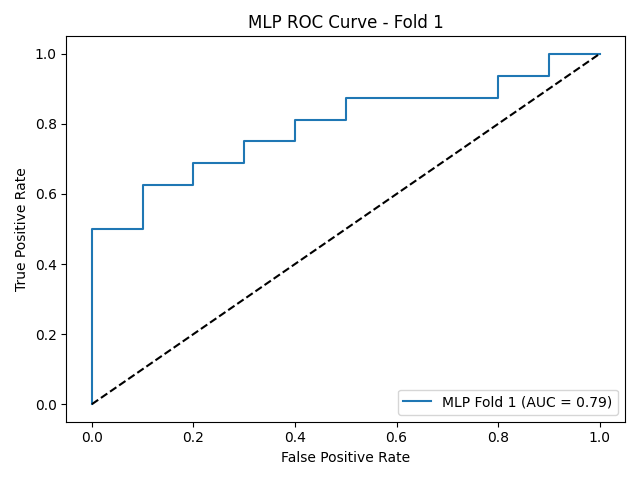 MLP ROC Curve - Fold 1
True Positive Rate
1.0
0.8
0.6
0.4
0.2
0.0
MLP Fold 1 (AUC = 0.79)
0.0 0.2 0.4 0.6 0.8 1.0
False Positive Rate